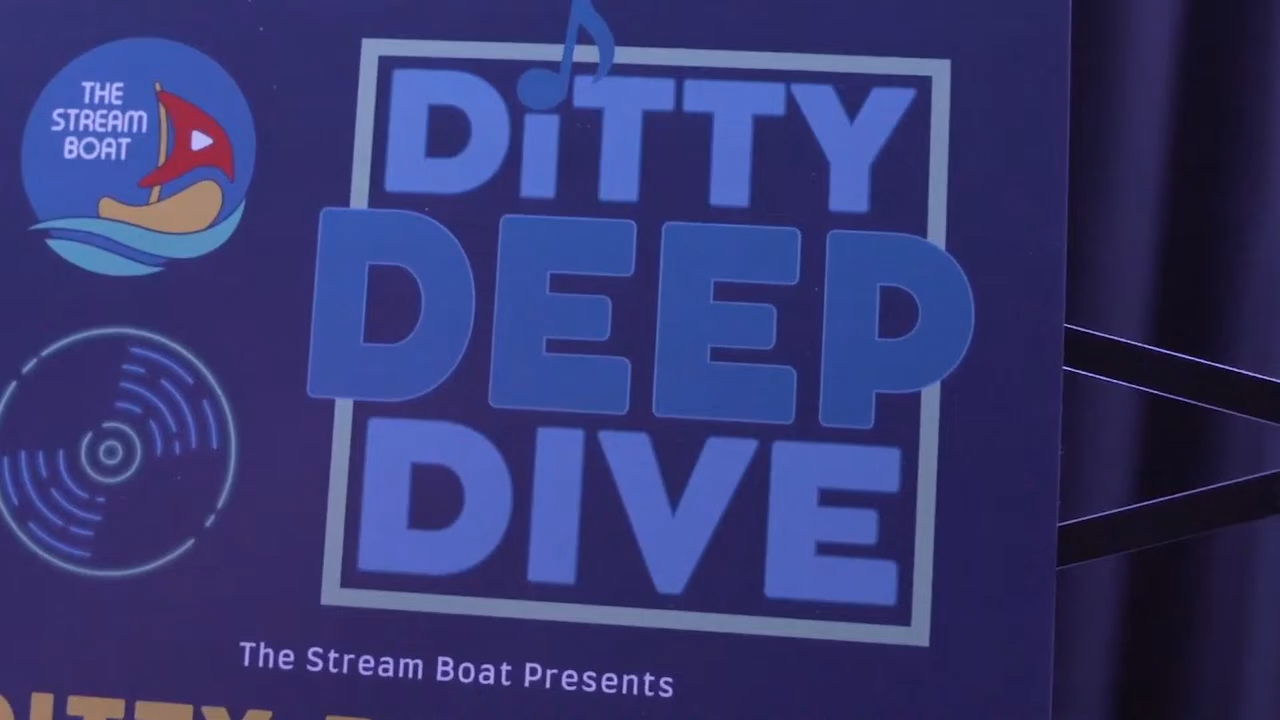 THE
STREAM
BOAT
DiTTY
DEEP
DIVE
The Stream Boat Presents